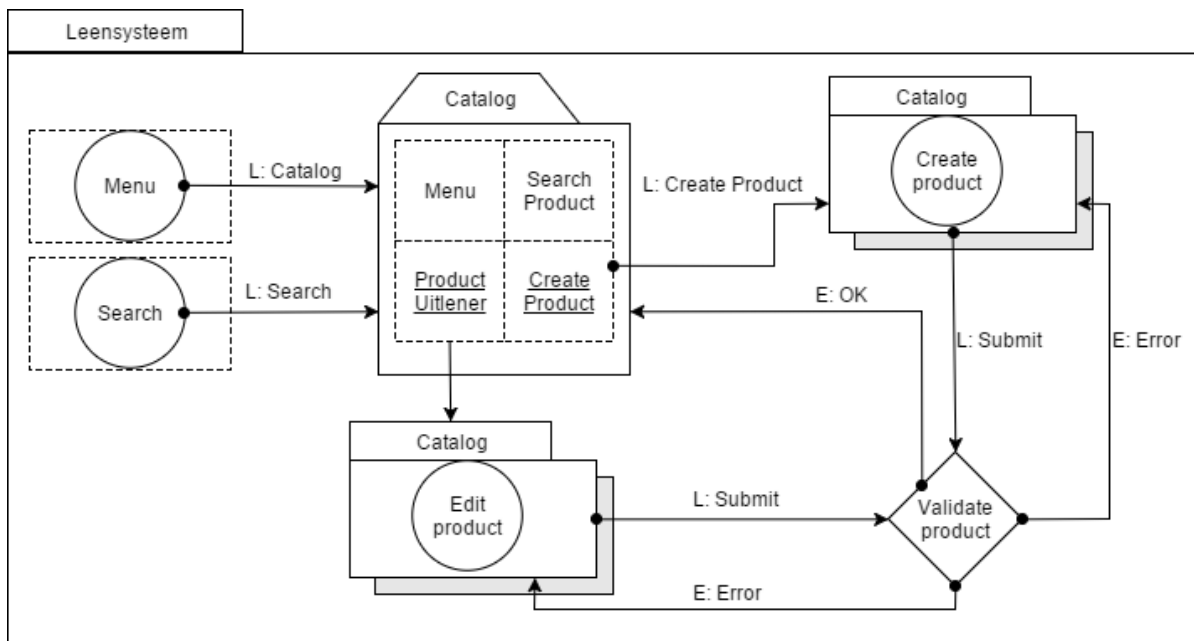 Leensysteem
Catalog
Catalog
Menu
L: Catalog
Menu
Search
Product
L: Create Product
Create
product
Search
L: Search
Product
Uitlener
Create
Product
E: OK
L: Submit
E: Error
Catalog
Edit
product
L: Submit
Validate
product
E: Error